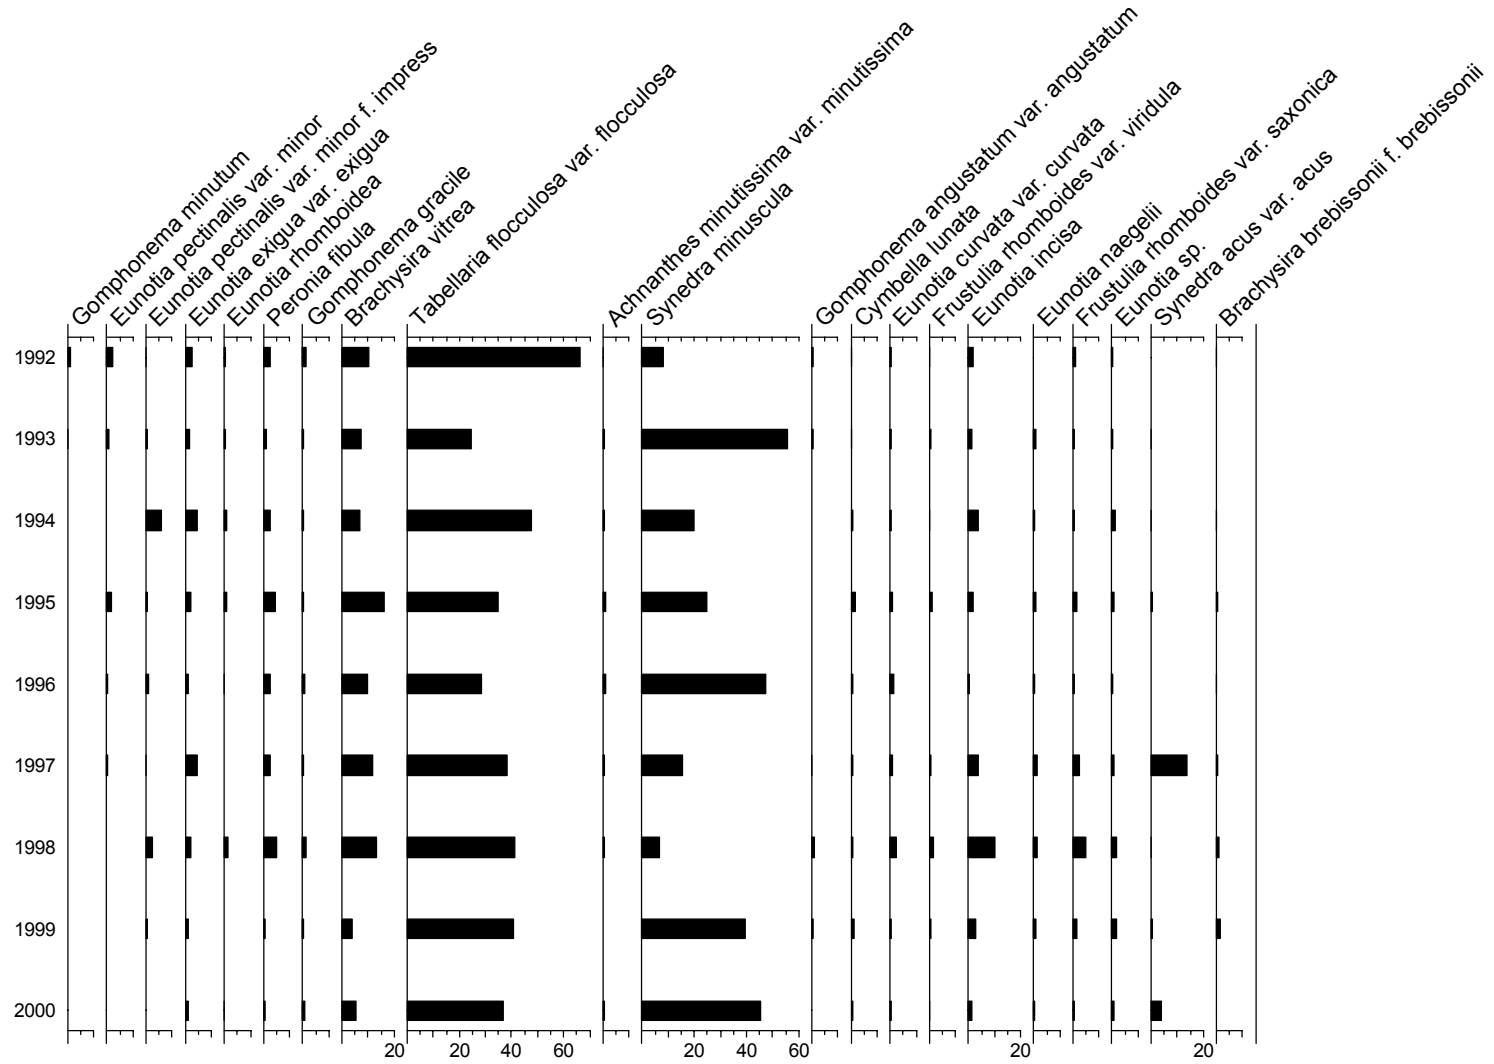 Gomphonema minutum
Eunotia pectinalis var. minor
Eunotia pectinalis var. minor f. impress
Eunotia exigua var. exigua
Eunotia rhomboidea
Peronia fibula
Gomphonema gracile
Brachysira vitrea
Tabellaria flocculosa var. flocculosa
Achnanthes minutissima var. minutissima
Synedra minuscula
Gomphonema angustatum var. angustatum
Cymbella lunata
Eunotia curvata var. curvata
Frustulia rhomboides var. viridula
Eunotia incisa
Eunotia naegelii
Frustulia rhomboides var. saxonica
Eunotia sp.
Synedra acus var. acus
Brachysira brebissonii f. brebissonii
1992
1993
1994
1995
1996
1997
1998
1999
2000
20 20 40 60 20 40 60 20 20